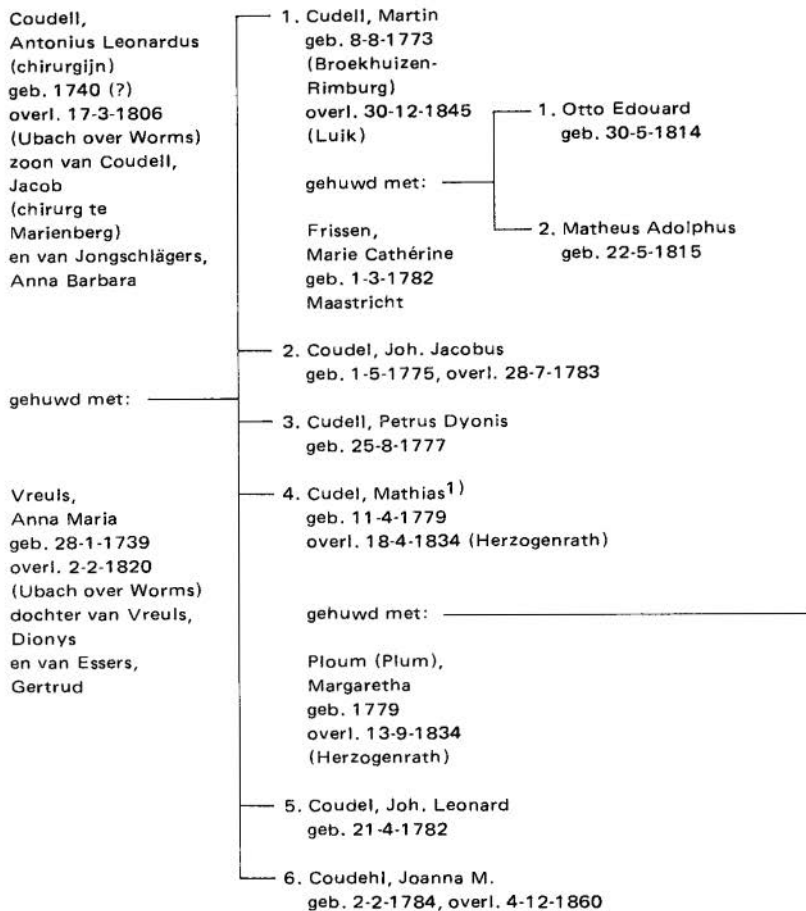 Coudell,
Antonius Leonardus
(chirurgijn)
geb. 1740 (?)
overl. 17-3-1806
(Ubach over Worms)
zoon van Coudell,
Jacob
(chirurg te
Marienberg)
en van Jongschlägers,
Anna Barbara
gehuwd met:
Vreuls,
Anna Maria
geb. 28-1-1739
overl. 2-2-1820
(Ubach over Worms)
dochter van Vreuls,
Dionys
en van Essers,
Gertrud
1. Cudell, Martin
geb. 8-8-1773
(Broekhuizen-
Rimburg)
overl. 30-12-1845
(Luik)
gehuwd met:
Frissen,
Marie Cathérine
geb. 1-3-1782
Maastricht
1. Otto Edouard
geb. 30-5-1814
2. Matheus Adolphus
geb. 22-5-1815
2. Coudel, Joh. Jacobus
geb. 1-5-1775, overl. 28-7-1783
3. Cudell, Petrus Dyonis
geb. 25-8-1777
4. Cudel, Mathias1)
geb. 11-4-1779
overl. 18-4-1834 (Herzogenrath)
gehuwd met:
Ploum (Plum),
Margaretha
geb. 1779
overl. 13-9-1834
(Herzogenrath)
5. Coudel, Joh. Leonard
geb. 21-4-1782
6. Coudehl, Joanna M.
geb. 2-2-1784, overl. 4-12-1860